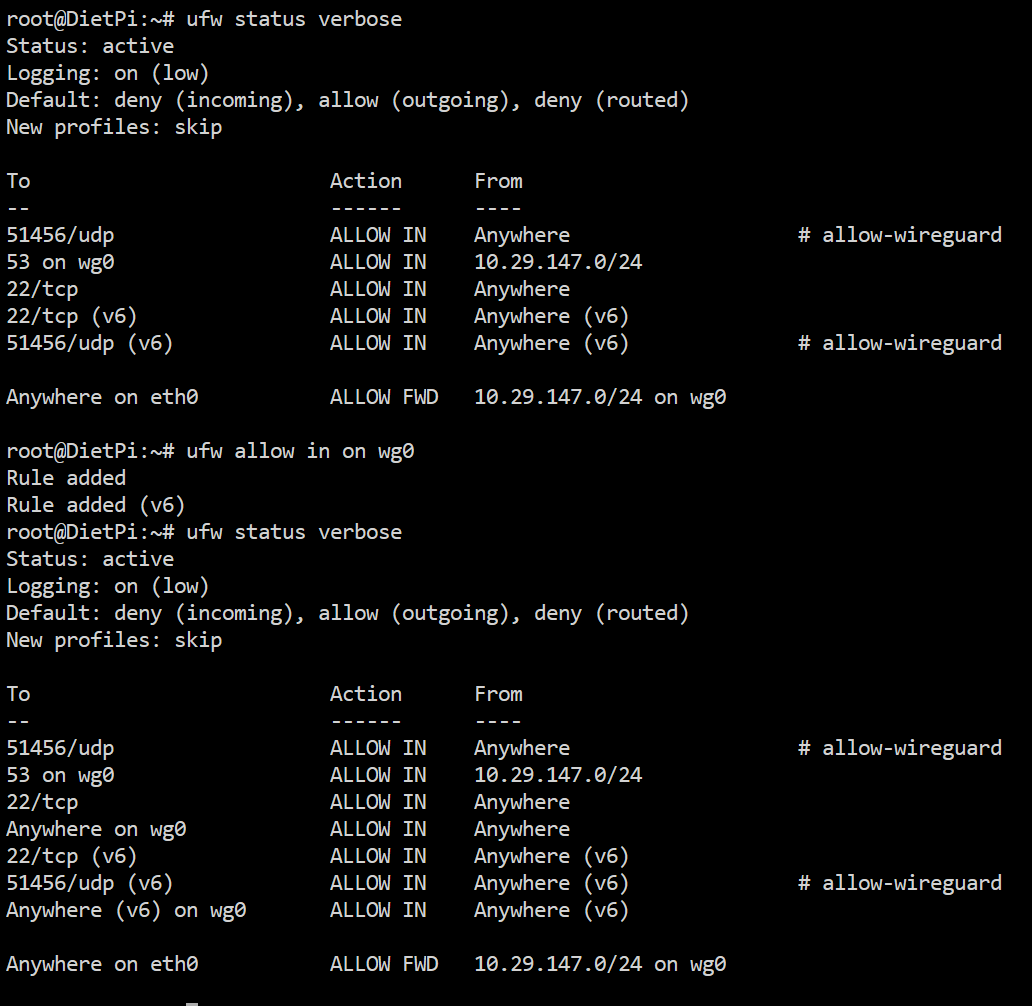 root@DietPi:~# ufw status verbose
Status: active
Logging: on (low)
Default: deny (incoming), allow (outgoing), deny (routed)
New profiles: skip

To                         Action      From
--                         ------      ----
51456/udp                  ALLOW IN    Anywhere                   # allow-wireguard
53 on wg0                  ALLOW IN    10.29.147.0/24
22/tcp                     ALLOW IN    Anywhere
22/tcp (v6)                ALLOW IN    Anywhere (v6)
51456/udp (v6)             ALLOW IN    Anywhere (v6)              # allow-wireguard

Anywhere on eth0           ALLOW FWD   10.29.147.0/24 on wg0

root@DietPi:~# ufw allow in on wg0
Rule added
Rule added (v6)
root@DietPi:~# ufw status verbose
Status: active
Logging: on (low)
Default: deny (incoming), allow (outgoing), deny (routed)
New profiles: skip

To                         Action      From
--                         ------      ----
51456/udp                  ALLOW IN    Anywhere                   # allow-wireguard
53 on wg0                  ALLOW IN    10.29.147.0/24
22/tcp                     ALLOW IN    Anywhere
Anywhere on wg0            ALLOW IN    Anywhere
22/tcp (v6)                ALLOW IN    Anywhere (v6)
51456/udp (v6)             ALLOW IN    Anywhere (v6)              # allow-wireguard
Anywhere (v6) on wg0       ALLOW IN    Anywhere (v6)

Anywhere on eth0           ALLOW FWD   10.29.147.0/24 on wg0